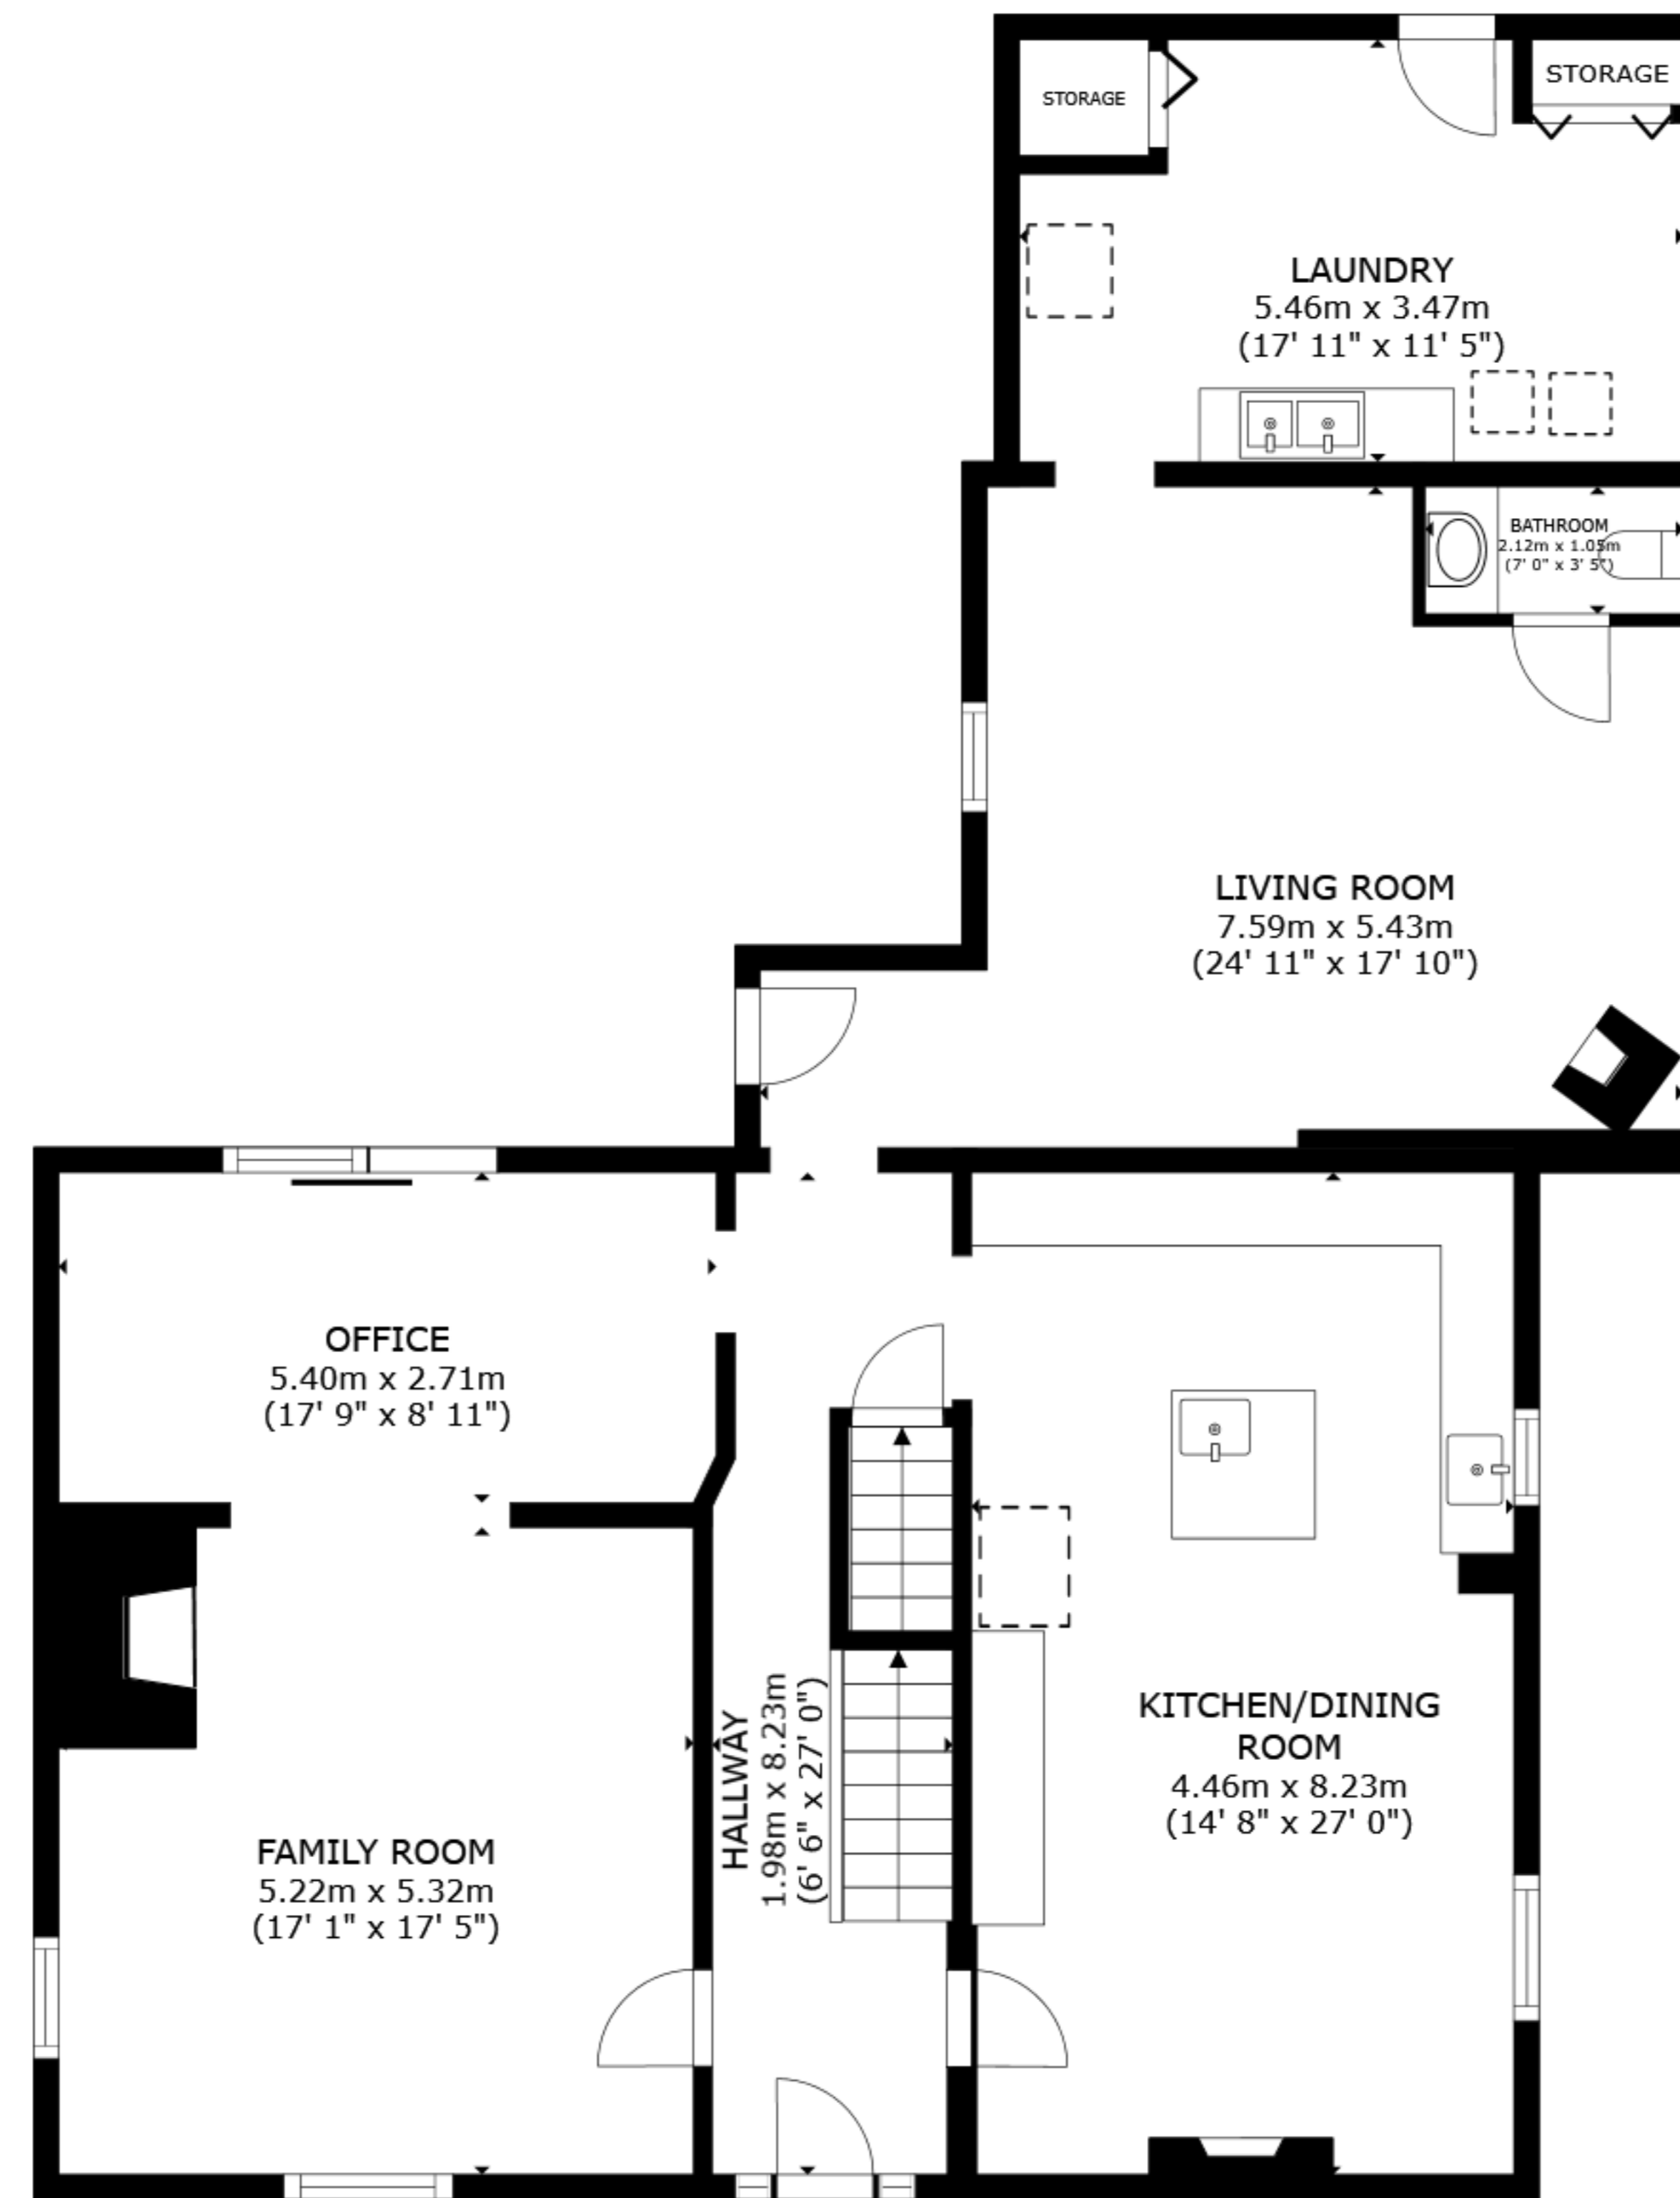 STORAGE
STORAGE
LAUNDRY
5.46m x 3.47m
(17' 11" x 11' 5")
BATHROOM
2.12m x 1.05m
(7' 0" x 3' 5")
LIVING ROOM
7.59m x 5.43m
(24' 11" x 17' 10")
OFFICE
5.40m x 2.71m
(17' 9" x 8' 11")
HALLWAY
1.98m x 8.23m
(6' 6" x 27' 0")
KITCHEN/DINING
ROOM
4.46m x 8.23m
(14' 8" x 27' 0")
FAMILY ROOM
5.22m x 5.32m
(17' 1" x 17' 5")